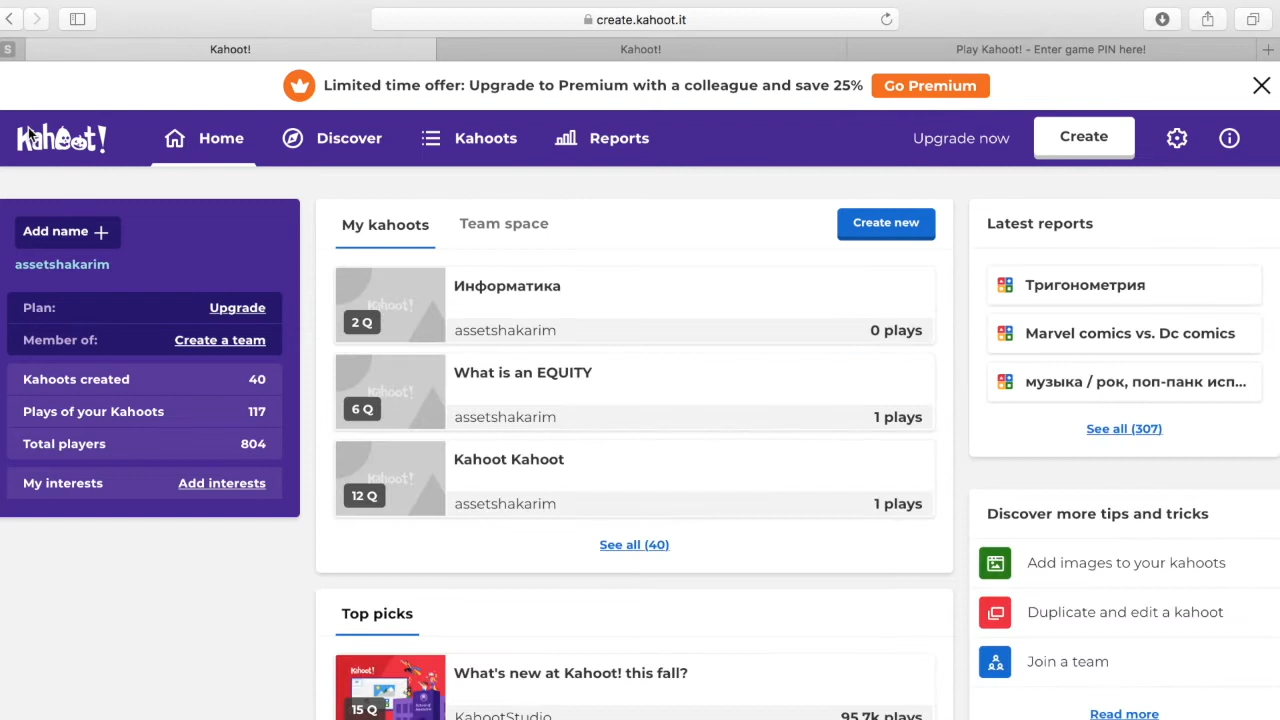 create.kahoot.it
S
Kahoot!
Kahoot!
Play Kahoot! - Enter game PIN here!
Limited time offer: Upgrade to Premium with a colleague and save 25%
Go Premium
Kahoot!
Home
Discover
Kahoots
Reports
Upgrade now
Create
Add name
assetshakarim
Plan:
Upgrade
Member of:
Create a team
Kahoots created
40
Plays of your Kahoots
117
Total players
804
My interests
Add interests
My kahoots
Team space
Create new
Kahoot!
2 Q
Информатика
assetshakarim
0 plays
Kahoot!
6 Q
What is an EQUITY
assetshakarim
1 plays
Kahoot!
12 Q
Kahoot Kahoot
assetshakarim
1 plays
See all (40)
Top picks
Kahoot!
15 Q
What's new at Kahoot! this fall?
KahootStudio
95.7k plays
Latest reports
Тригонометрия
Marvel comics vs. Dc comics
музыка / рок, поп-панк исп...
See all (307)
Discover more tips and tricks
Add images to your kahoots
Duplicate and edit a kahoot
Join a team
Read more